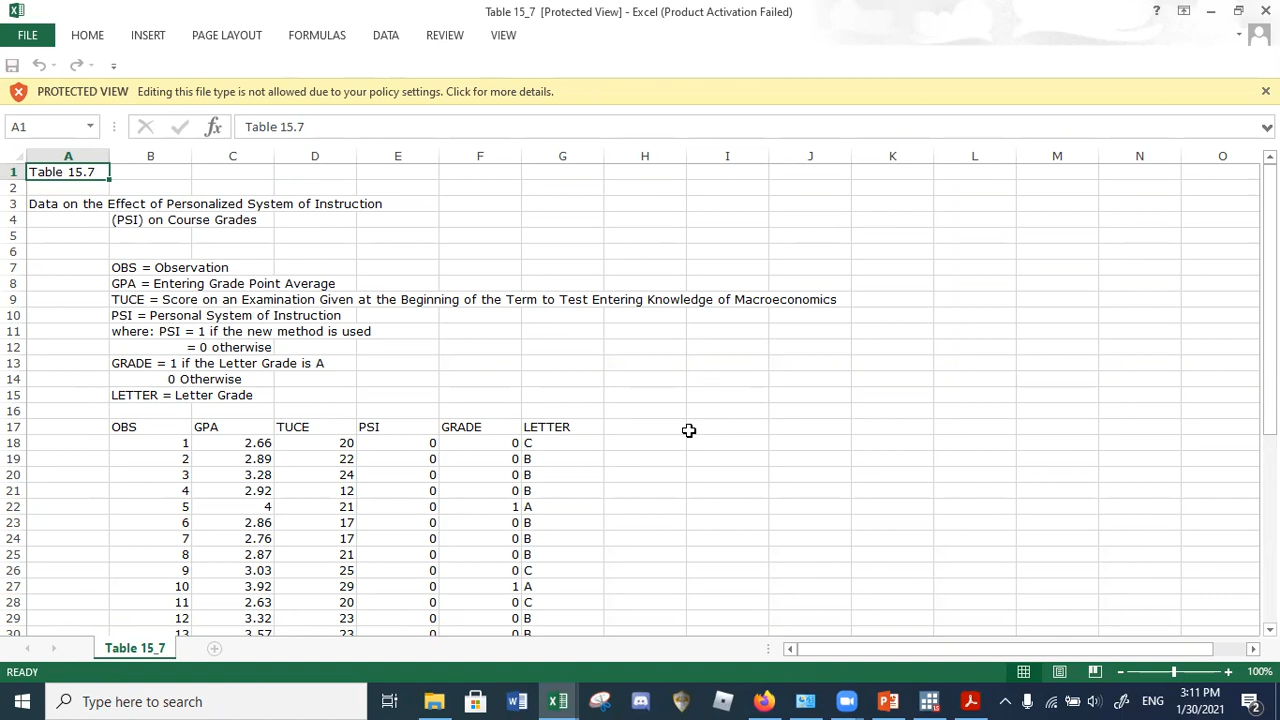 Table 15_7 [Protected View] - Excel (Product Activation Failed)
?
FILE HOME INSERT PAGE LAYOUT FORMULAS DATA REVIEW VIEW
PROTECTED VIEW Editing this file type is not allowed due to your policy settings. Click for more details.
A1 fx Table 15.7
A B C D E F G H I J K L M N O
1 Table 15.7
2
3 Data on the Effect of Personalized System of Instruction
4 (PSI) on Course Grades
5
6
7 OBS = Observation
8 GPA = Entering Grade Point Average
9 TUCE = Score on an Examination Given at the Beginning of the Term to Test Entering Knowledge of Macroeconomics
10 PSI = Personal System of Instruction
11 where: PSI = 1 if the new method is used
12 = 0 otherwise
13 GRADE = 1 if the Letter Grade is A
14 0 Otherwise
15 LETTER = Letter Grade
16
17 OBS GPA TUCE PSI GRADE LETTER
18 1 2.66 20 0 0 C
19 2 2.89 22 0 0 B
20 3 3.28 24 0 0 B
21 4 2.92 12 0 0 B
22 5 4 21 0 1 A
23 6 2.86 17 0 0 B
24 7 2.76 17 0 0 B
25 8 2.87 21 0 0 B
26 9 3.03 25 0 0 C
27 10 3.92 29 0 1 A
28 11 2.63 20 0 0 C
29 12 3.32 23 0 0 B
30 13 3.57 23 0 0 B
Table 15_7
READY 100%
Type here to search ENG 3:11 PM
1/30/2021 2